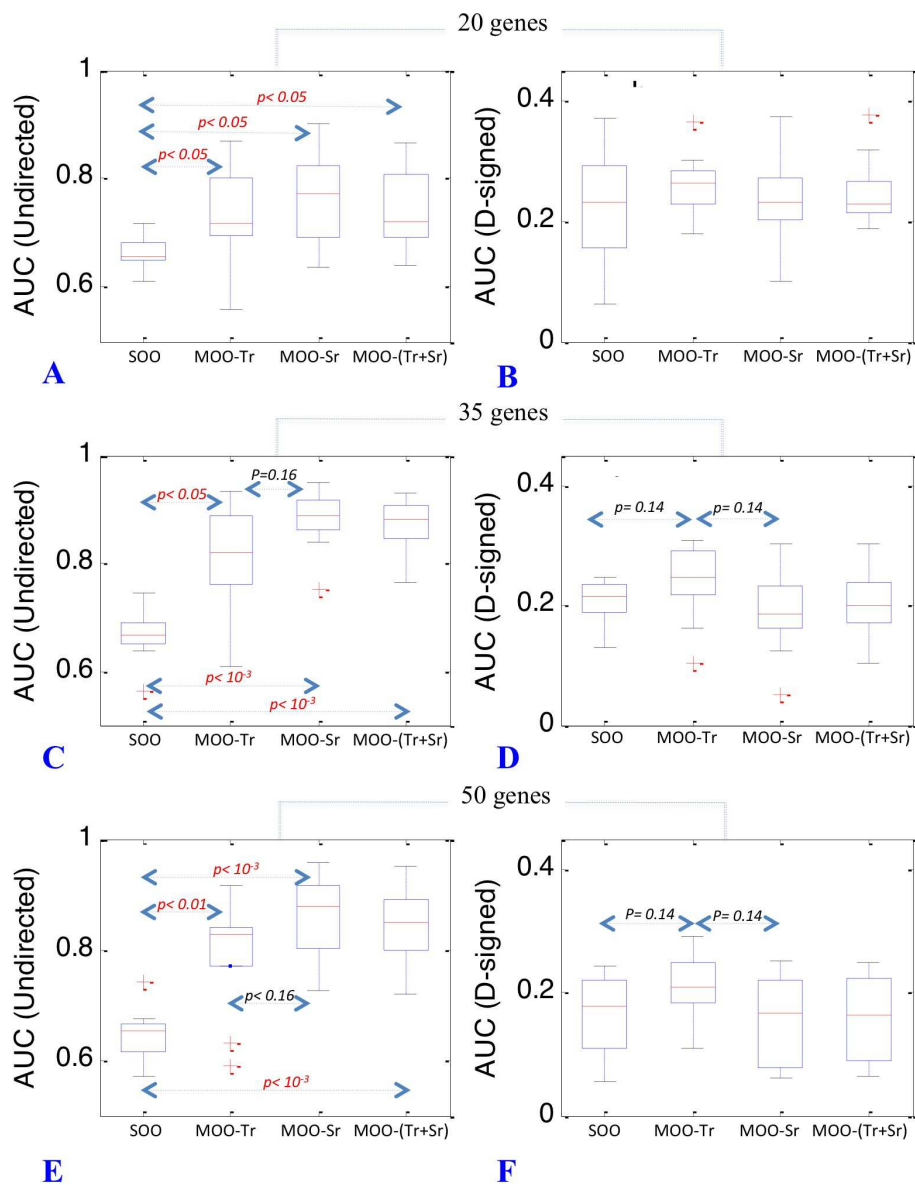 20 genes
AUC (Undirected)
1
0.8
0.6
p< 0.05
p< 0.05
p< 0.05
SOO
MOO-Tr
MOO-Sr
MOO-(Tr+Sr)
A
AUC (D-signed)
0.4
0.2
0
SOO
MOO-Tr
MOO-Sr
MOO-(Tr+Sr)
B
35 genes
AUC (Undirected)
1
0.8
0.6
P=0.16
p< 0.05
p< 10-3
p< 10-3
SOO
MOO-Tr
MOO-Sr
MOO-(Tr+Sr)
C
AUC (D-signed)
0.4
0.2
0
p= 0.14
p= 0.14
SOO
MOO-Tr
MOO-Sr
MOO-(Tr+Sr)
D
50 genes
AUC (Undirected)
1
0.8
0.6
p< 10-3
p< 0.01
p< 0.16
p< 10-3
SOO
MOO-Tr
MOO-Sr
MOO-(Tr+Sr)
E
AUC (D-signed)
0.4
0.2
0
P= 0.14
P= 0.14
SOO
MOO-Tr
MOO-Sr
MOO-(Tr+Sr)
F